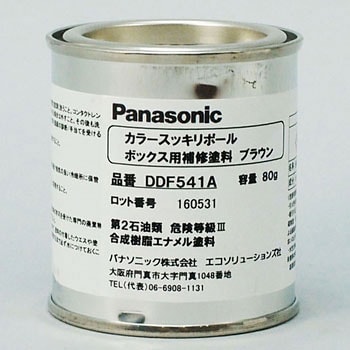 Panasonic
カラースッキリポール
ボックス用補修塗料 ブラウン
品番 DDF541A 容量 80g
ロット番号 160531
第2石油類 危険等級Ⅲ
合成樹脂エナメル塗料
パナソニック株式会社 エコソリューションズ社
大阪府門真市大字門真1048番地
TEL(代表)06-6908-1131